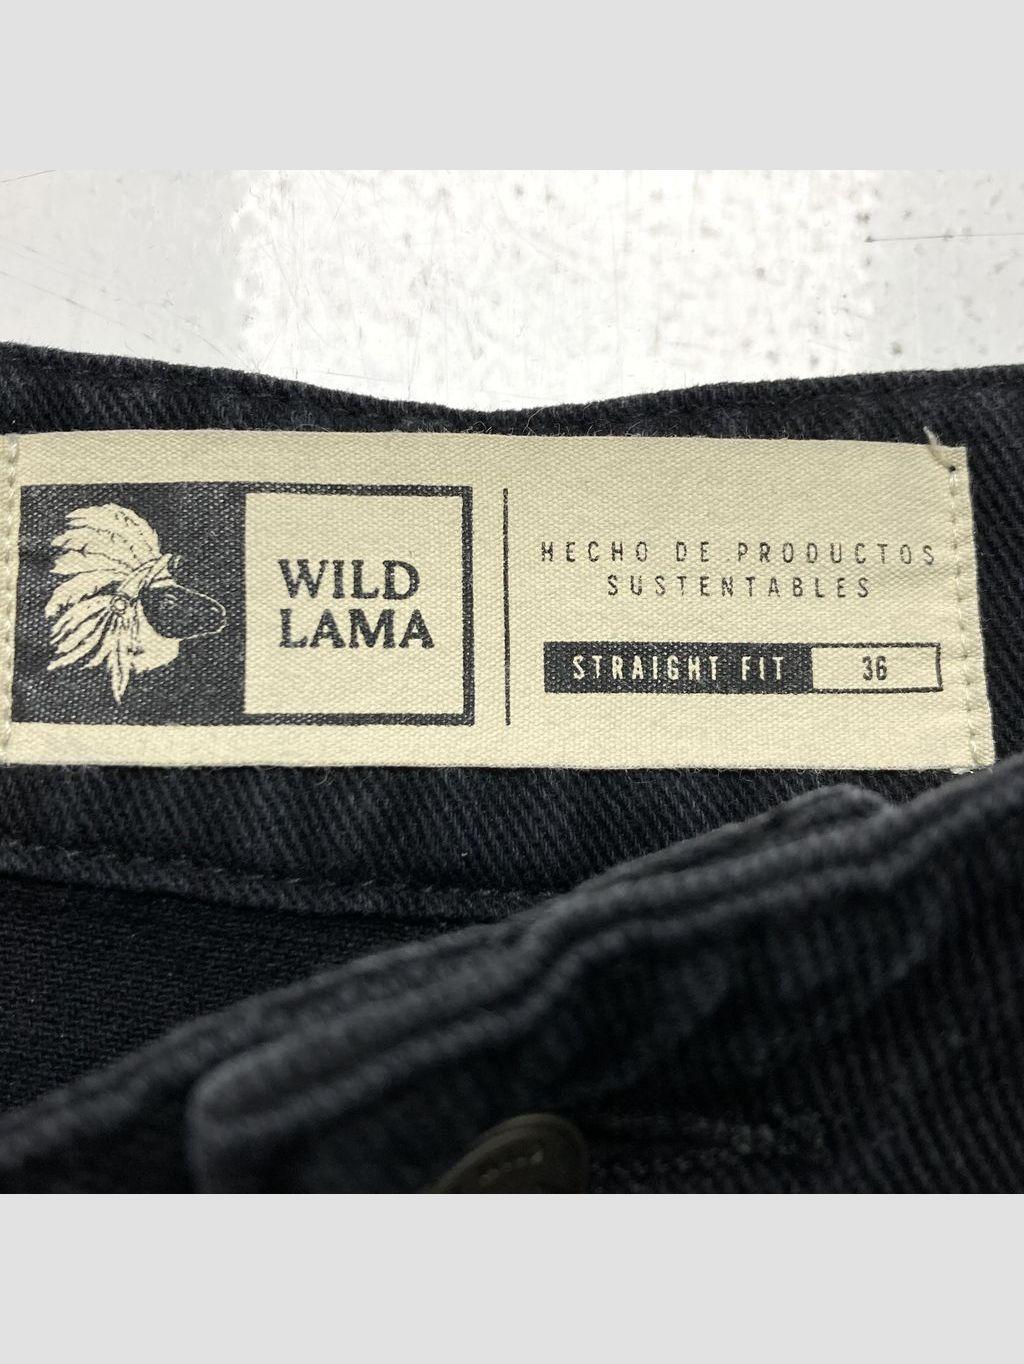 WILD
LAMA
HECHO DE PRODUCTOS
SUSTENTABLES
STRAIGHT FIT 36